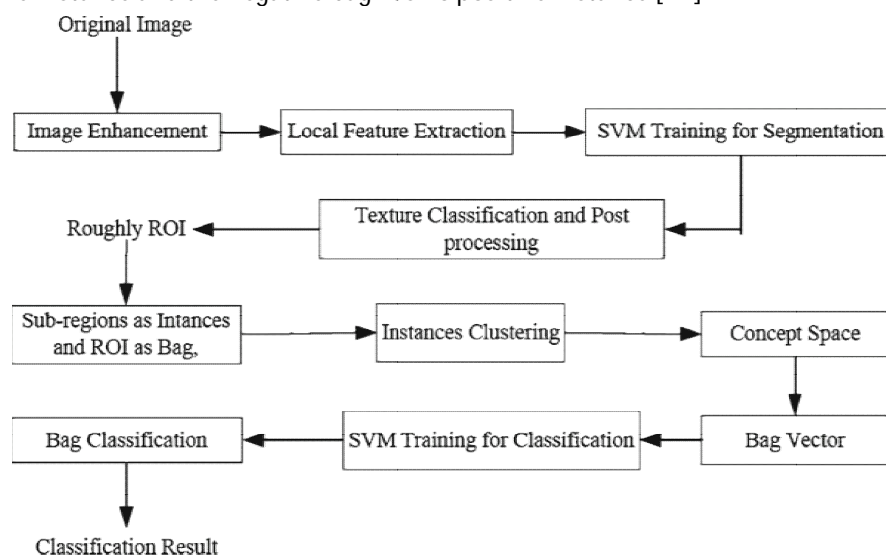 Original Image
Image Enhancement
Local Feature Extraction
SVM Training for Segmentation
Texture Classification and Post
processing
Roughly ROI
Sub-regions as Intances
and ROI as Bag,
Instances Clustering
Concept Space
Bag Vector
SVM Training for Classification
Bag Classification
Classification Result